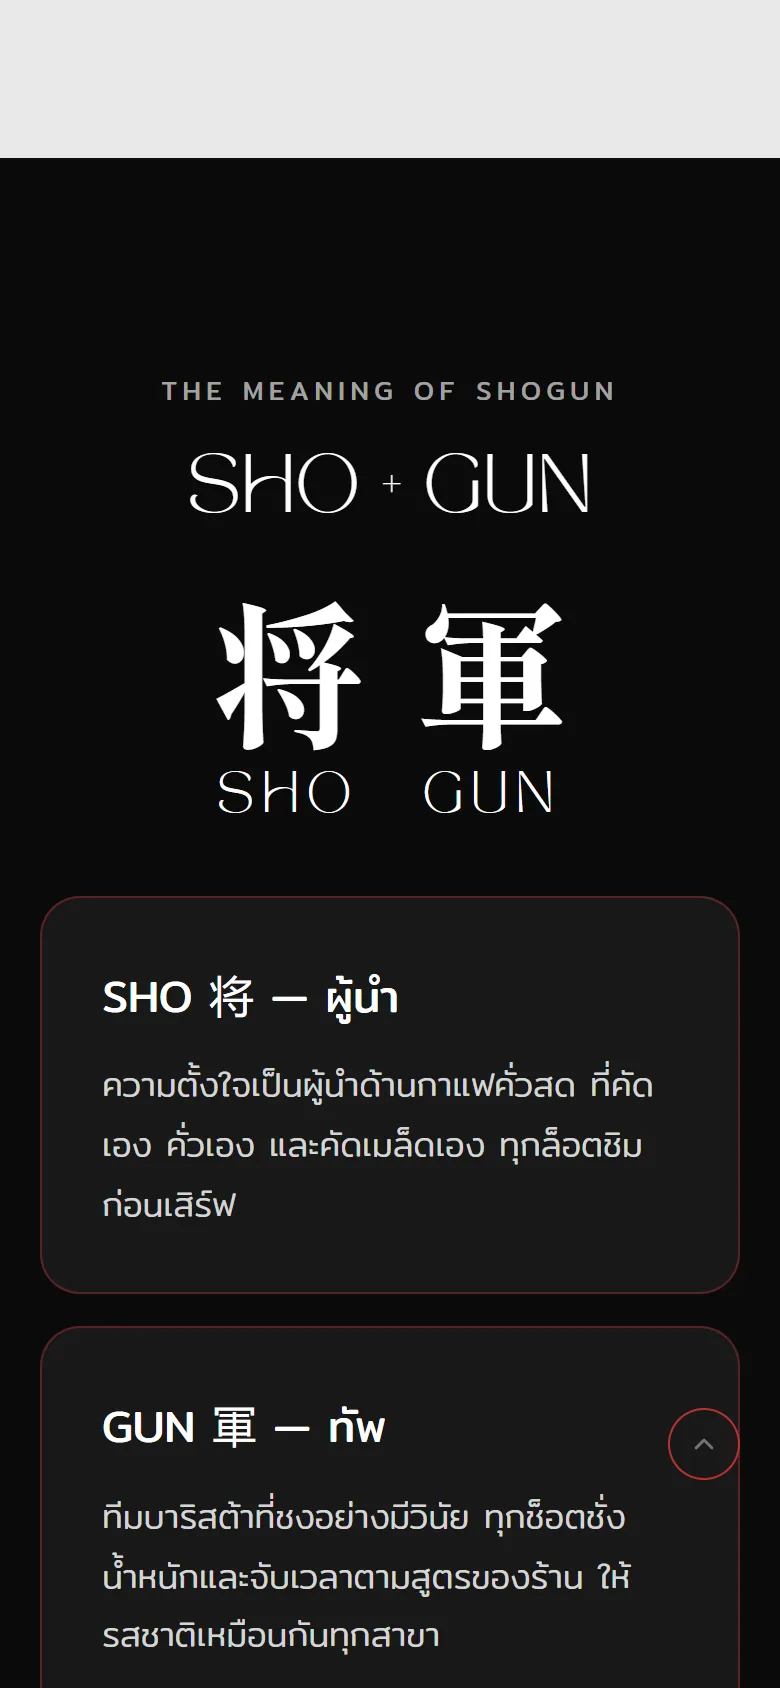 THE MEANING OF SHOGUN
SHO + GUN
将 軍
SHO GUN
SHO 将 — ผู้นำ
ความตั้งใจเป็นผู้นำด้านกาแฟคั่วสด ที่คัด
เอง คั่วเอง และคัดเมล็ดเอง ทุกล็อตชิม
ก่อนเสิร์ฟ
GUN 軍 — ทัพ
ทีมบาริสต้าที่ชงอย่างมีวินัย ทุกช็อตชั่ง
น้ำหนักและจับเวลาตามสูตรของร้าน ให้
รสชาติเหมือนกันทุกสาขา